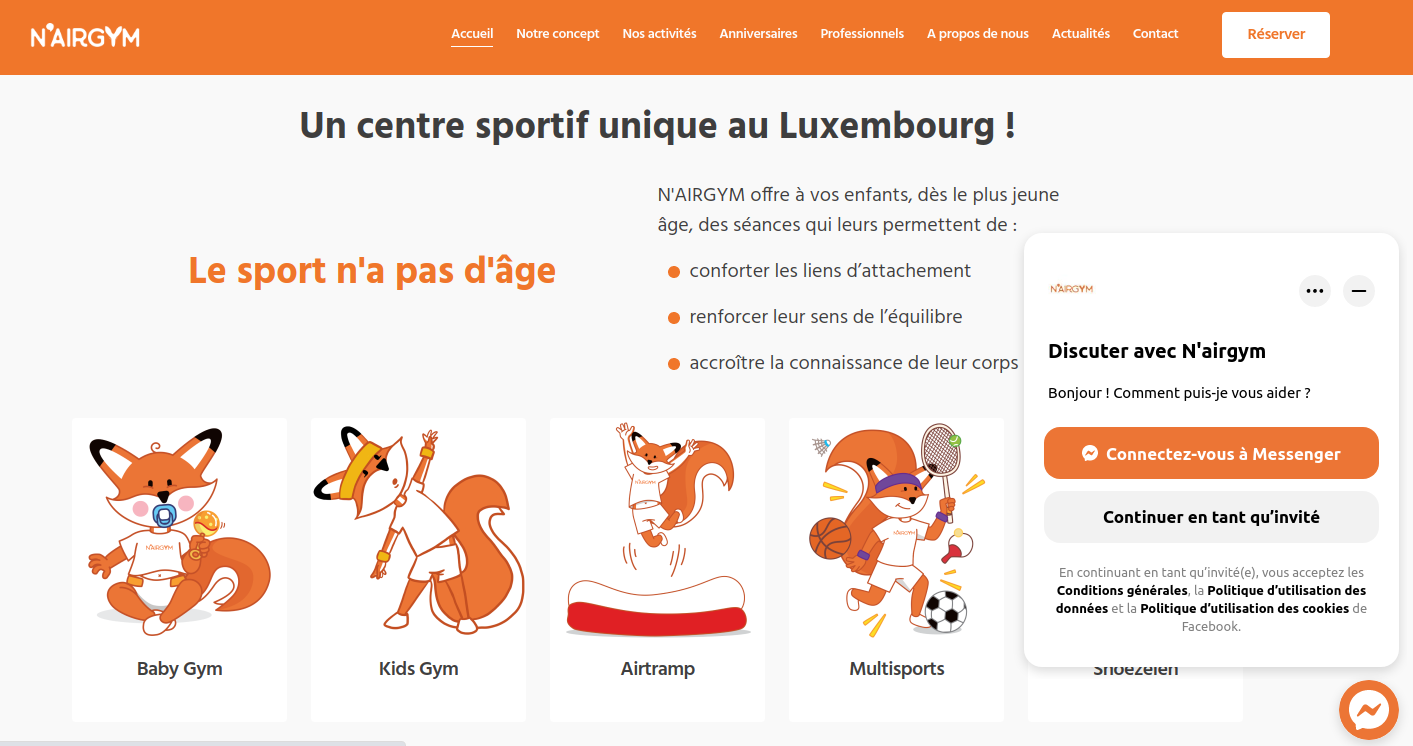 N'AIRGYM
Accueil
Notre concept
Nos activités
Anniversaires
Professionnels
A propos de nous
Actualités
Contact
Réserver
Un centre sportif unique au Luxembourg !
Le sport n'a pas d'âge
N'AIRGYM offre à vos enfants, dès le plus jeune
âge, des séances qui leurs permettent de :
conforter les liens d’attachement
renforcer leur sens de l’équilibre
accroître la connaissance de leur corps
N'AIRGYM
Discuter avec N'airgym
Bonjour ! Comment puis-je vous aider ?
Connectez-vous à Messenger
Continuer en tant qu’invité
En continuant en tant qu’invité(e), vous acceptez les
Conditions générales, la Politique d’utilisation des
données et la Politique d’utilisation des cookies de
Facebook.
N'AIRGYM
N'AIRGYM
N'AIRGYM
Baby Gym
Kids Gym
Airtramp
Multisports
Snoezelen